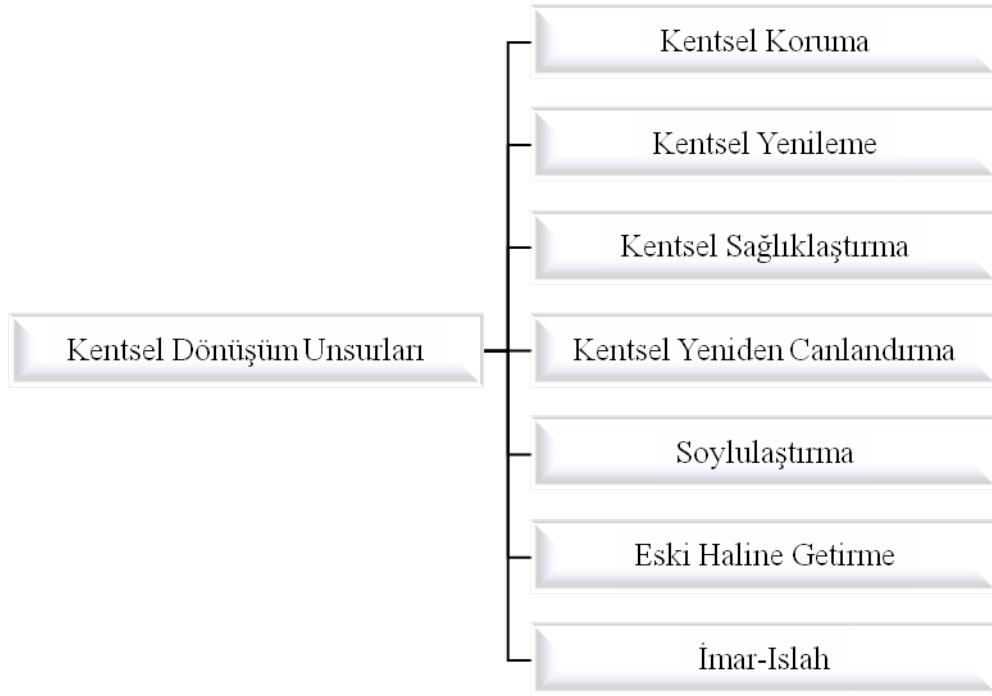 Kentsel Dönüşüm Unsurları
Kentsel Koruma
Kentsel Yenileme
Kentsel Sağlıklaştırma
Kentsel Yeniden Canlandırma
Soylulaştırma
Eski Haline Getirme
İmar-Islah